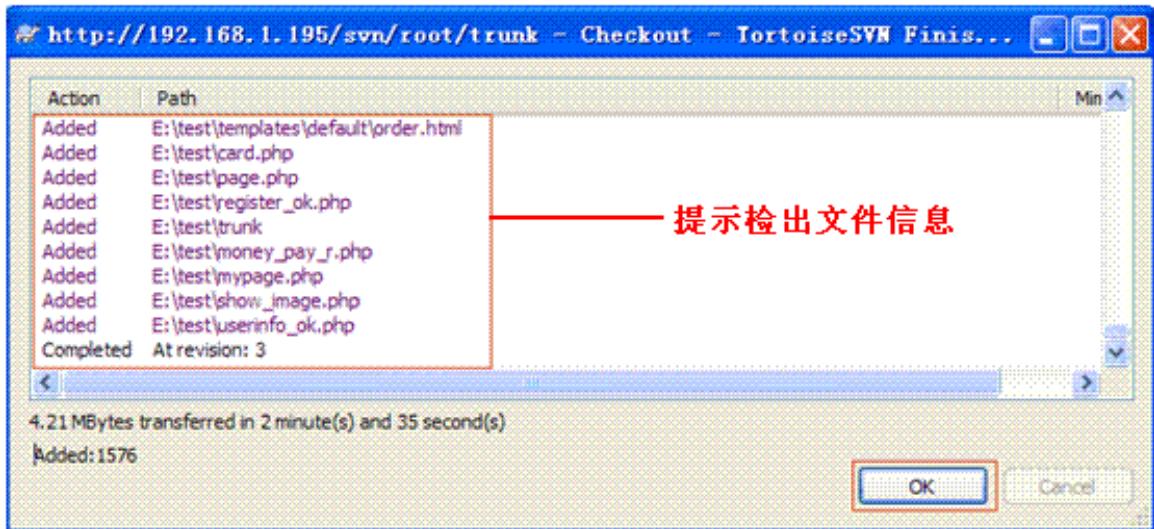 http://192.168.1.195/svn/root/trunk - Checkout - TortoiseSVN Finis...
Action Path Min
Added E:\test\templates\default\order.html
Added E:\test\card.php
Added E:\test\page.php
Added E:\test\register_ok.php
Added E:\test\trunk
Added E:\test\money_pay_r.php
Added E:\test\mypage.php
Added E:\test\show_image.php
Added E:\test\userinfo_ok.php
Completed At revision: 3
提示检出文件信息
4.21 MBytes transferred in 2 minute(s) and 35 second(s)
Added:1576
OK Cancel